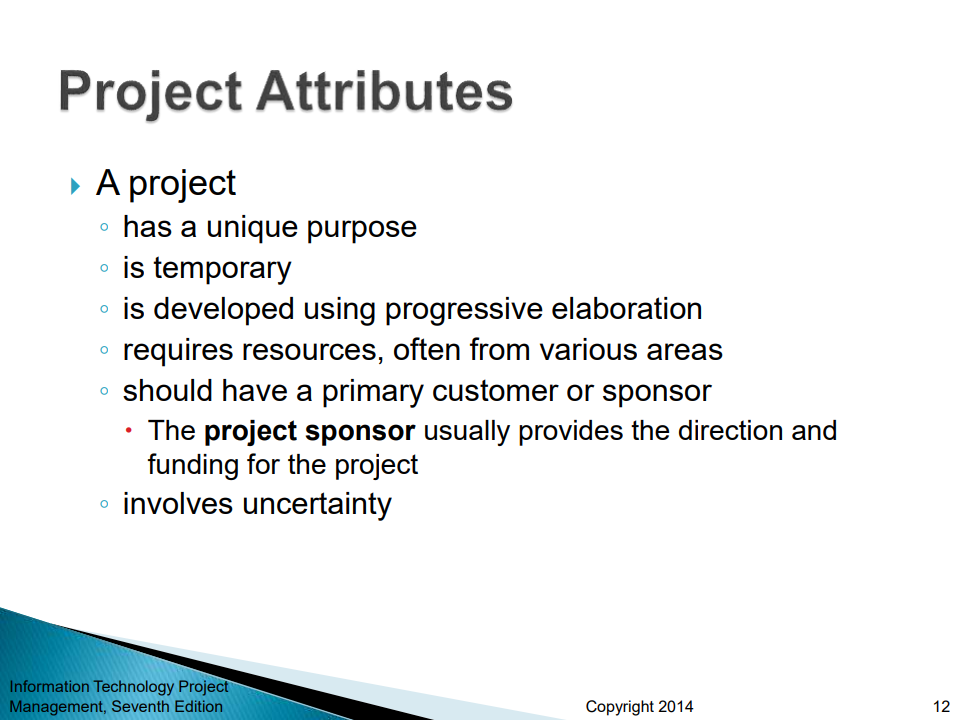 Project Attributes
A project
has a unique purpose
is temporary
is developed using progressive elaboration
requires resources, often from various areas
should have a primary customer or sponsor
The project sponsor usually provides the direction and
funding for the project
involves uncertainty
Information Technology Project
Management, Seventh Edition
Copyright 2014
12